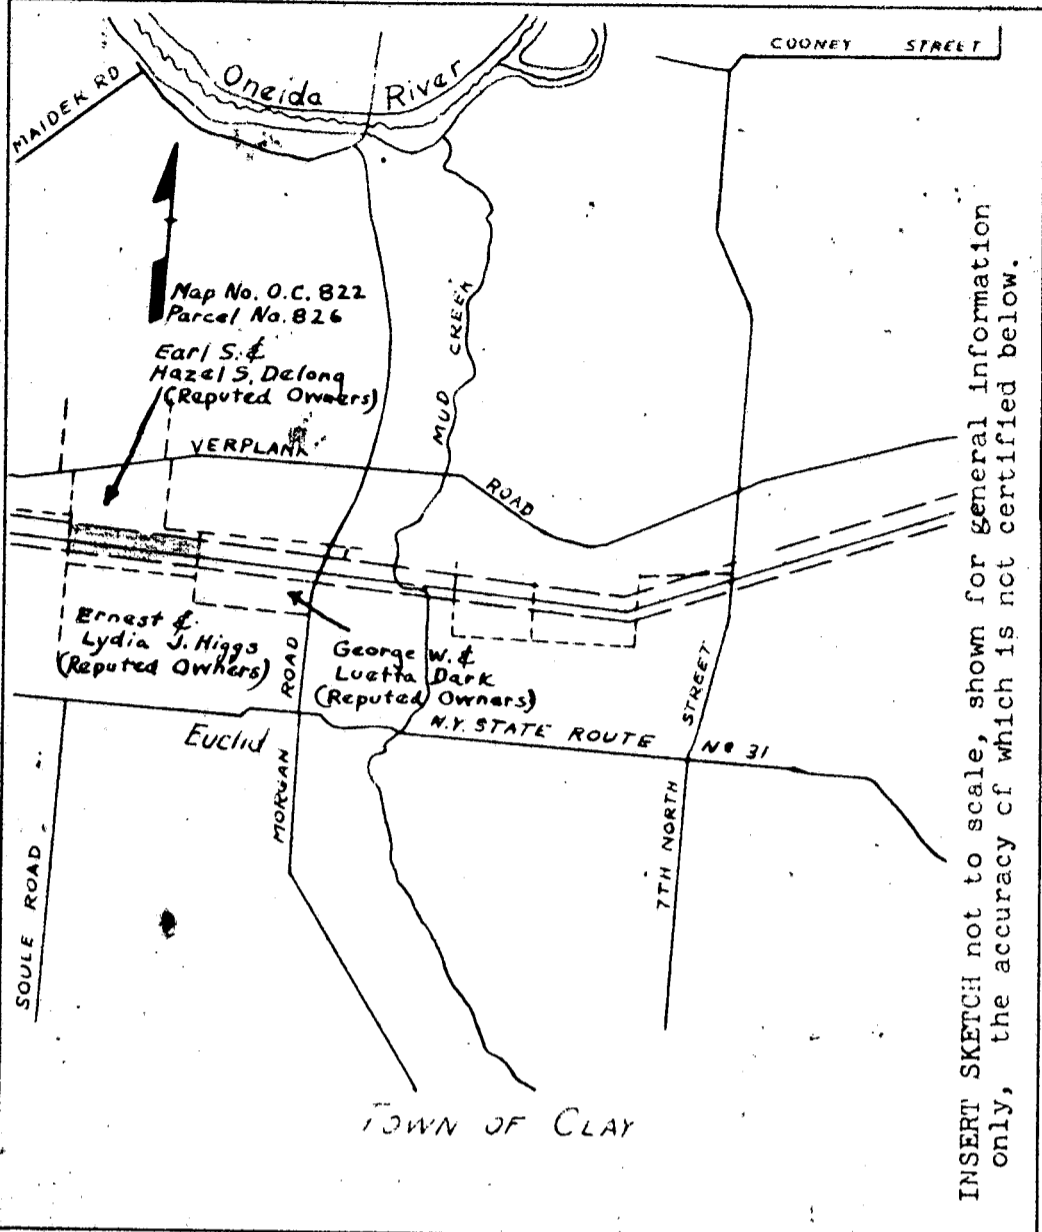 COONEY STREET
MAIDER RD
Oneida River
Map No. O.C. 822
Parcel No. 826
Earl S. &
Hazel S. Delong
(Reputed Owners)
MUD CREEK
VERPLANK ROAD
Ernest &
Lydia J. Higgs
(Reputed Owners)
George W. &
Luetta Dark
(Reputed Owners)
MORGAN ROAD
7TH NORTH STREET
N.Y. STATE ROUTE No 31
Euclid
SOULE ROAD
TOWN OF CLAY
INSERT SKETCH not to scale, shown for general information
only, the accuracy of which is not certified below.